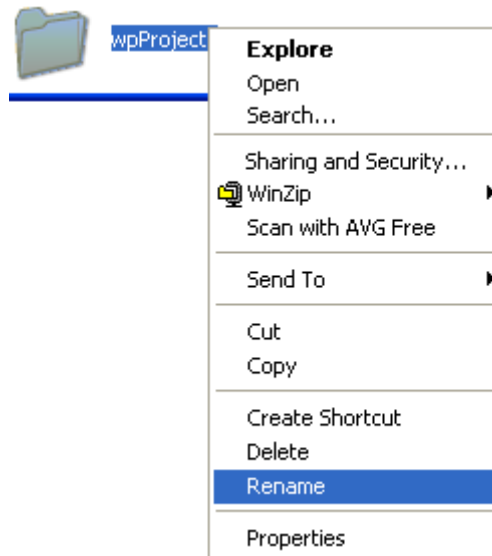 wpProject
Explore
Open
Search...
Sharing and Security...
WinZip
Scan with AVG Free
Send To
Cut
Copy
Create Shortcut
Delete
Rename
Properties